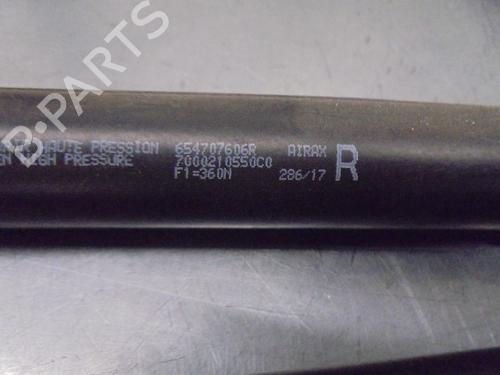 HAUTE PRESSION 654707606R AIRAX R
HIGH PRESSURE 7000210550C0
F1=360N 286/17
B-PARTS